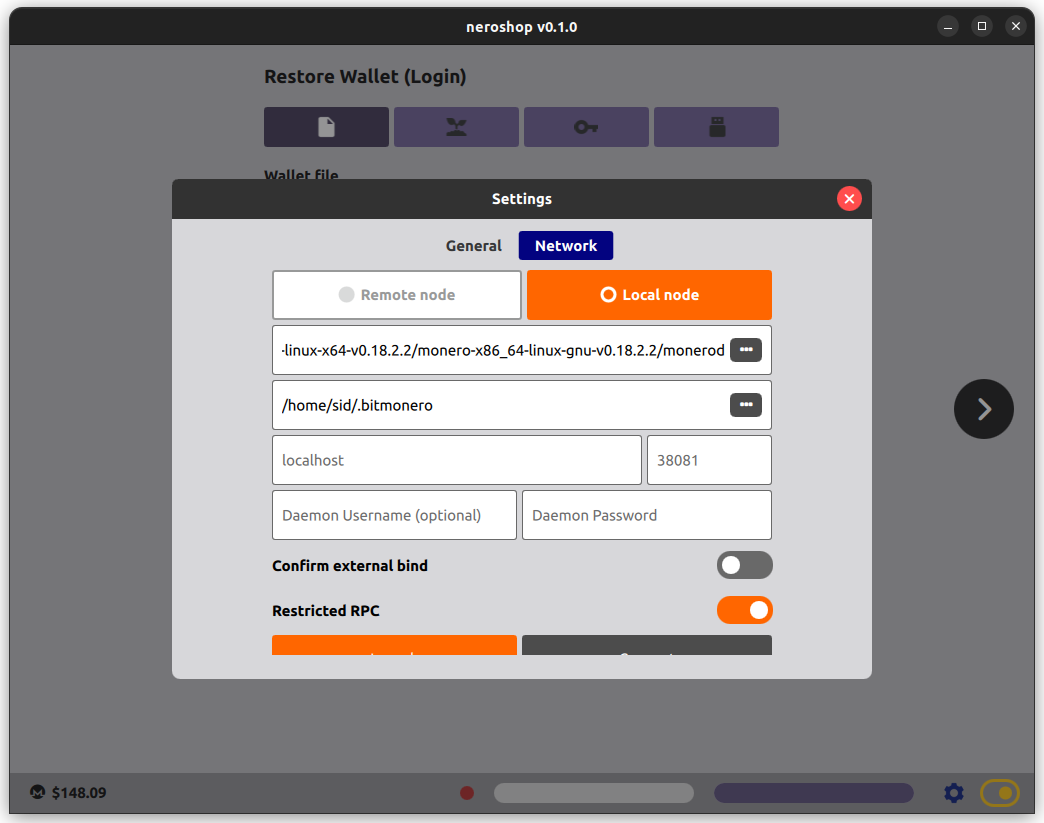 neroshop v0.1.0
Restore Wallet (Login)
Wallet file
Settings
General Network
Remote node Local node
-linux-x64-v0.18.2.2/monero-x86_64-linux-gnu-v0.18.2.2/monerod
/home/sid/.bitmonero
localhost 38081
Daemon Username (optional) Daemon Password
Confirm external bind
Restricted RPC
$148.09